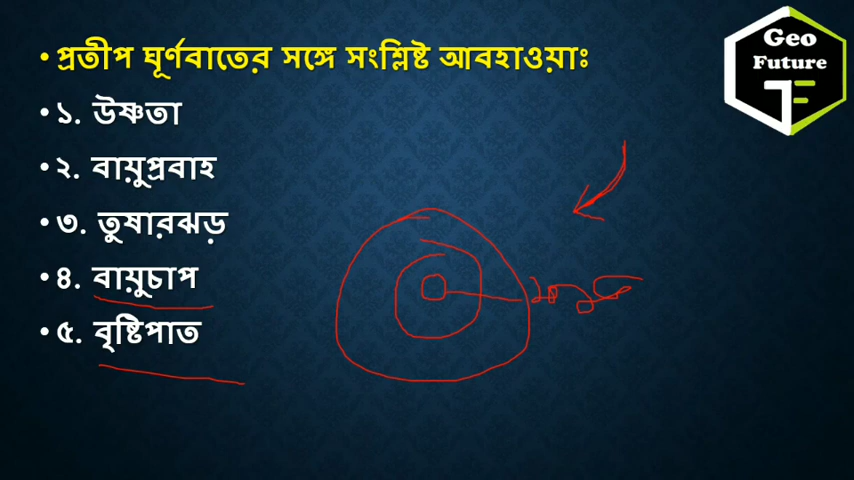 • প্রতীপ ঘূর্ণবাতের সঙ্গে সংশ্লিষ্ট আবহাওয়াঃ
• ১. উষ্ণতা
• ২. বায়ুপ্রবাহ
• ৩. তুষারঝড়
• ৪. বায়ুচাপ
• ৫. বৃষ্টিপাত
Geo
Future